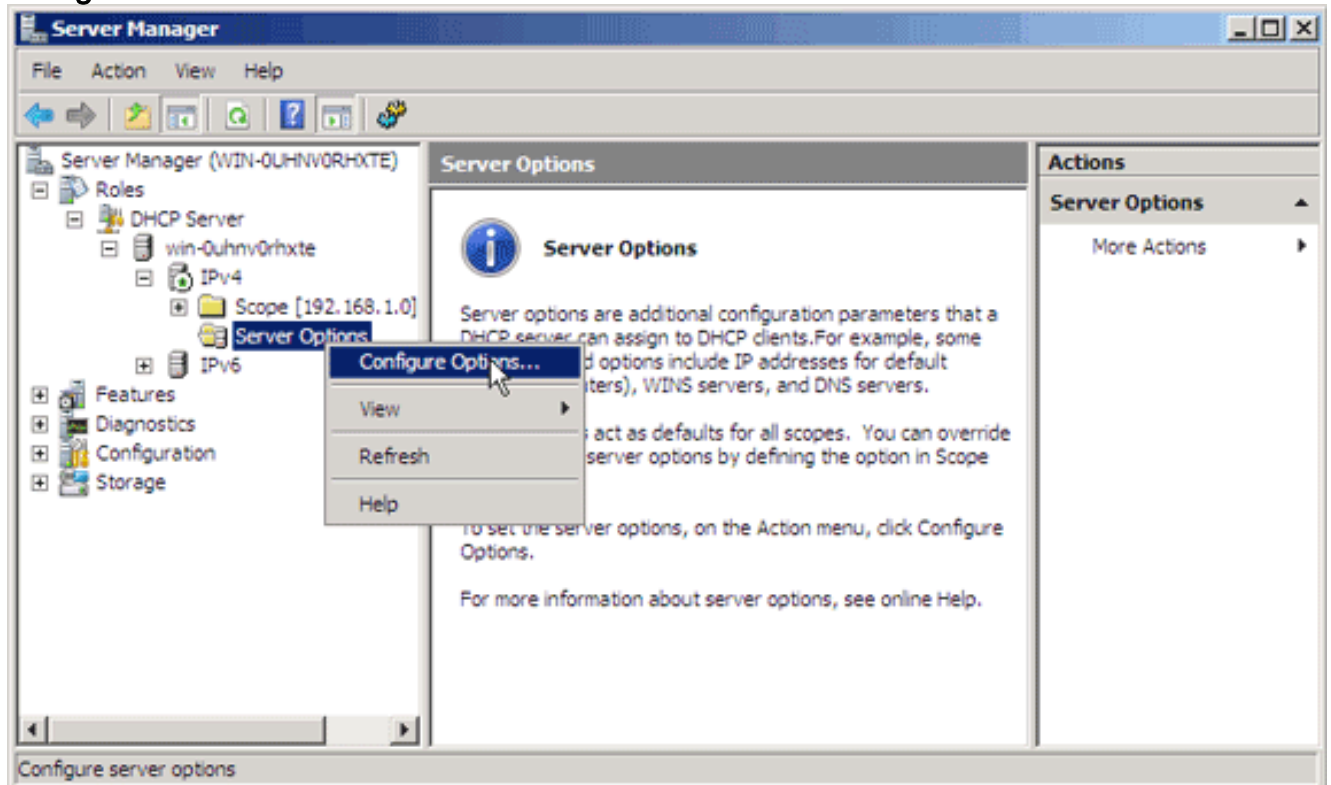 Server Manager
File Action View Help
Server Manager (WIN-0UHNV0RHXTE)
Roles
DHCP Server
win-0uhnv0rhxte
IPv4
Scope [192.168.1.0]
Server Options
IPv6
Features
Diagnostics
Configuration
Storage
Configure Options...
View
Refresh
Help
Server Options
Server Options
Server options are additional configuration parameters that a
DHCP server can assign to DHCP clients.For example, some
options include IP addresses for default
WINS servers, and DNS servers.
act as defaults for all scopes. You can override
server options by defining the option in Scope
To set the server options, on the Action menu, click Configure
Options.
For more information about server options, see online Help.
Actions
Server Options
More Actions
Configure server options